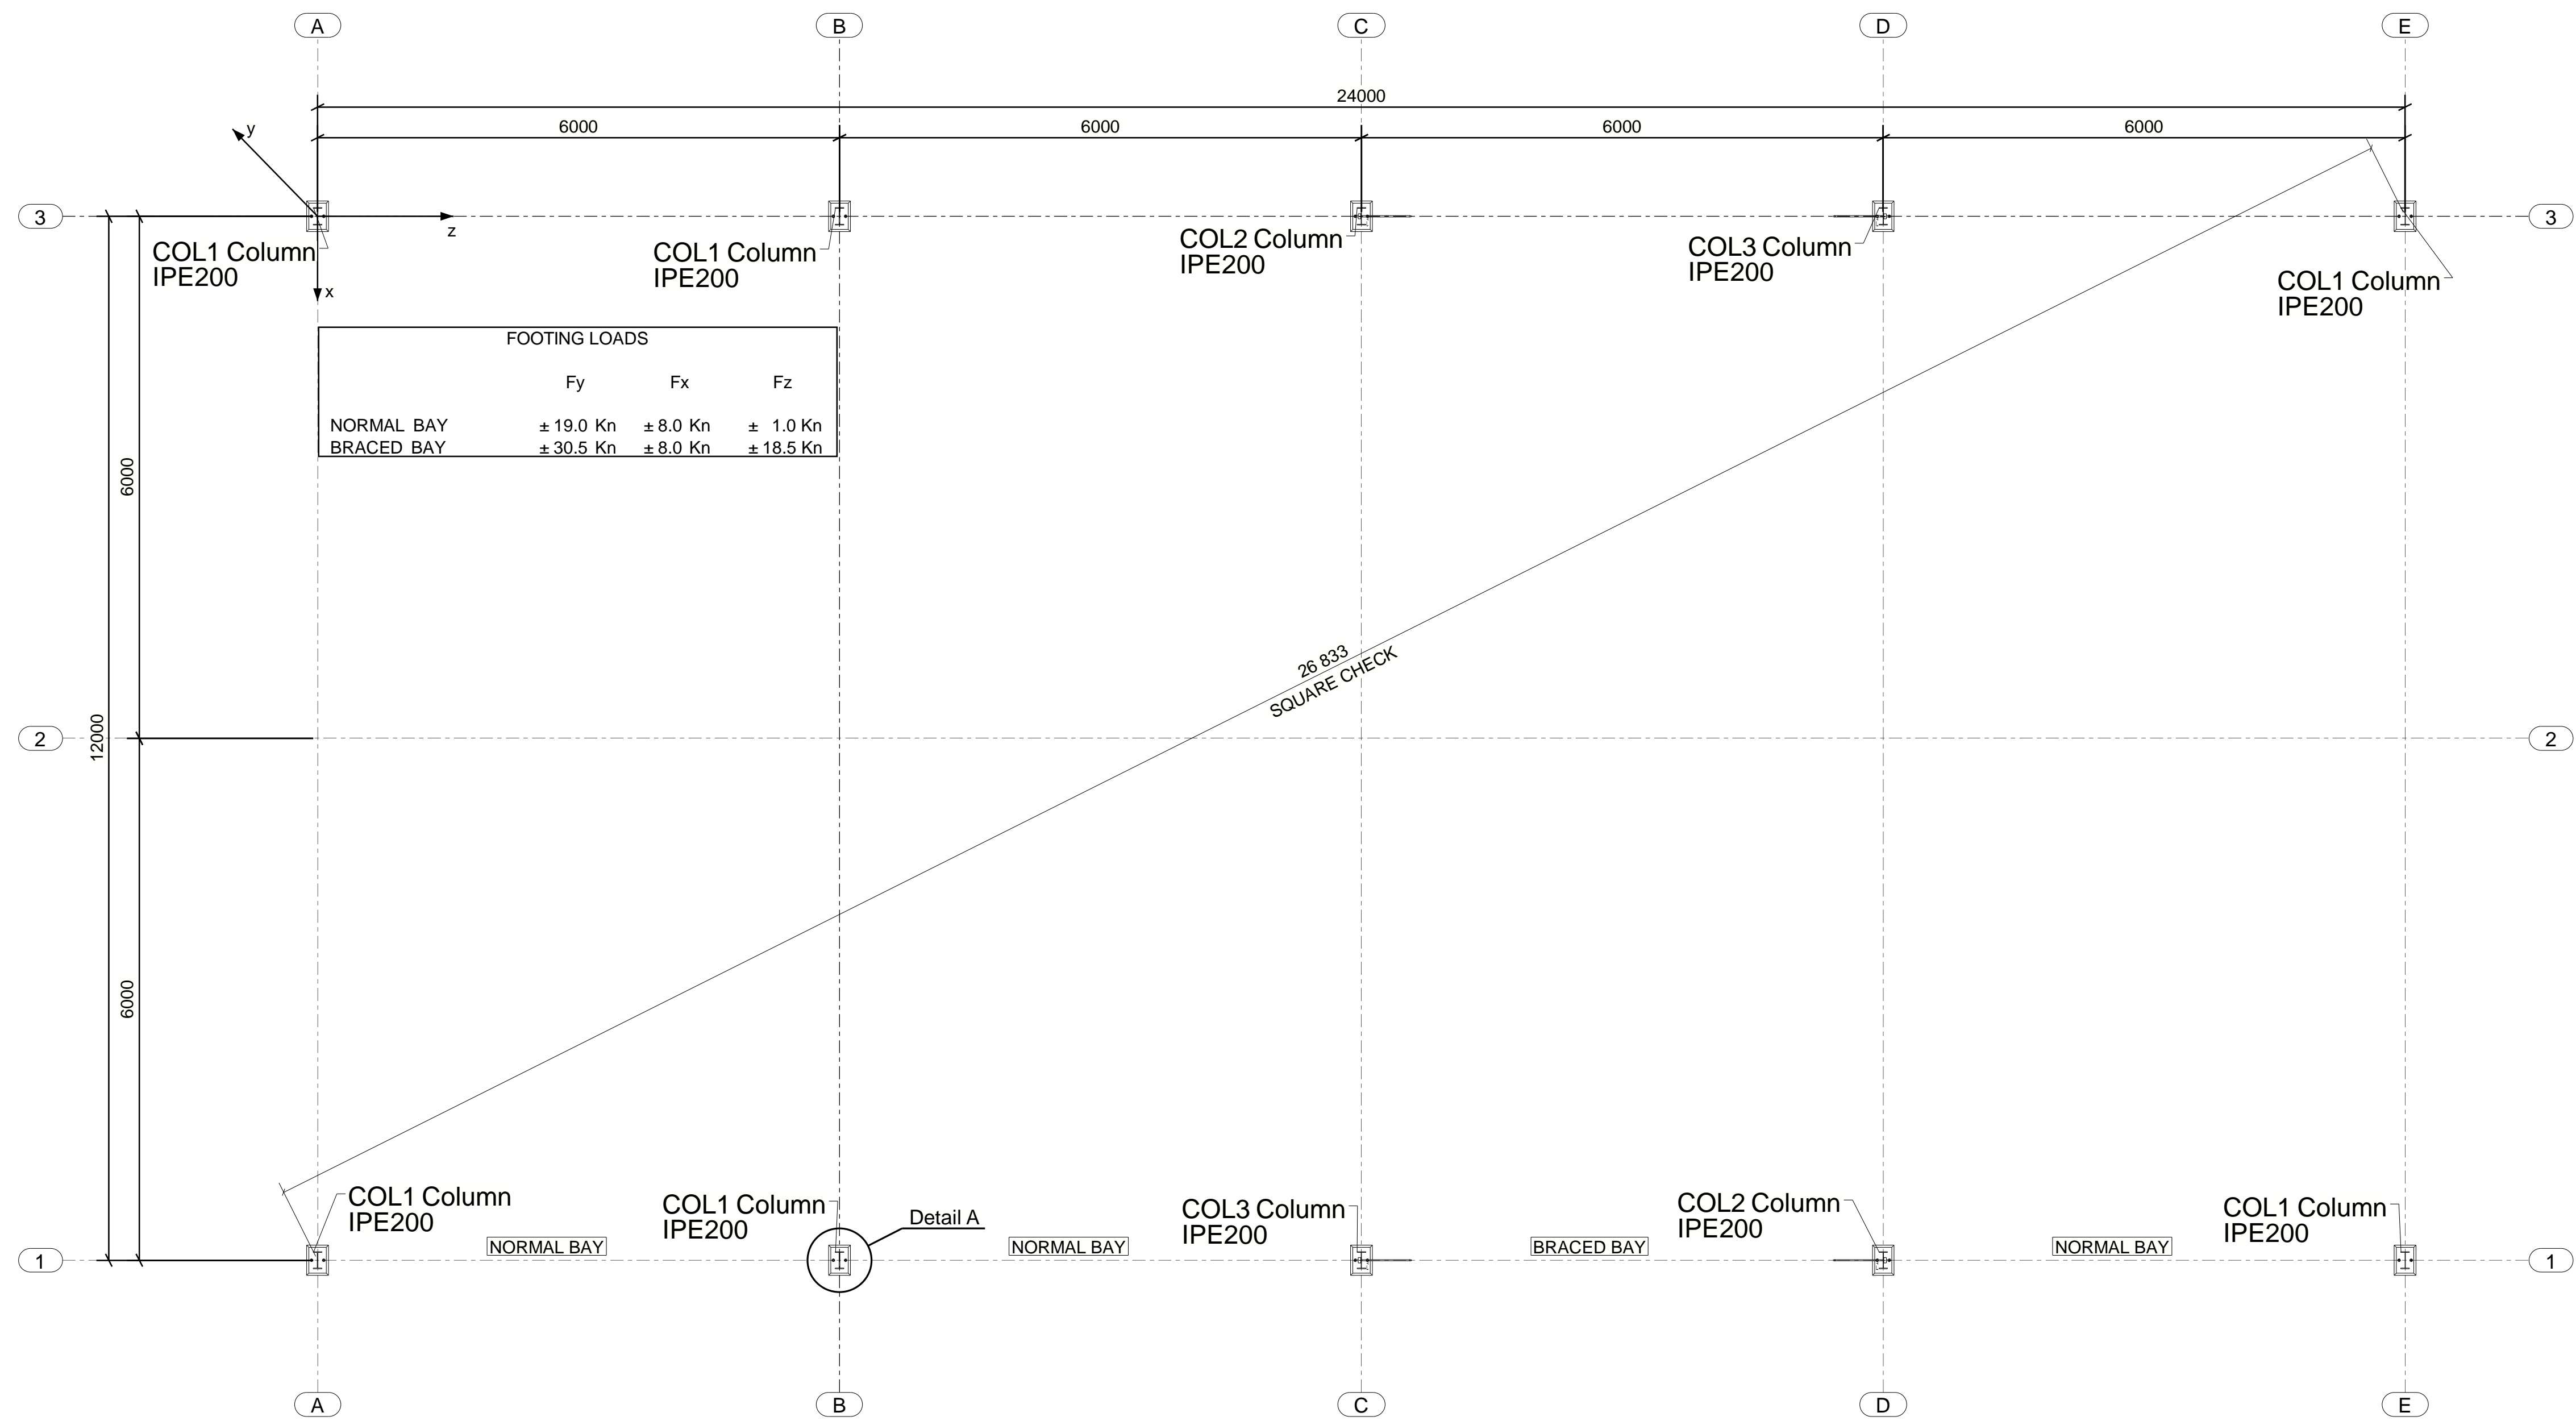 A B C D E
24000
6000 6000 6000 6000
y
3 3
z
x
COL1 Column
IPE200
COL1 Column
IPE200
COL2 Column
IPE200
COL3 Column
IPE200
COL1 Column
IPE200
FOOTING LOADS
Fy Fx Fz
NORMAL BAY ± 19.0 Kn ± 8.0 Kn ± 1.0 Kn
BRACED BAY ± 30.5 Kn ± 8.0 Kn ± 18.5 Kn
6000
26 833
SQUARE CHECK
12000
2 2
6000
COL1 Column
IPE200
COL1 Column
IPE200
Detail A
COL3 Column
IPE200
COL2 Column
IPE200
COL1 Column
IPE200
NORMAL BAY
NORMAL BAY
BRACED BAY
NORMAL BAY
1 1
A B C D E